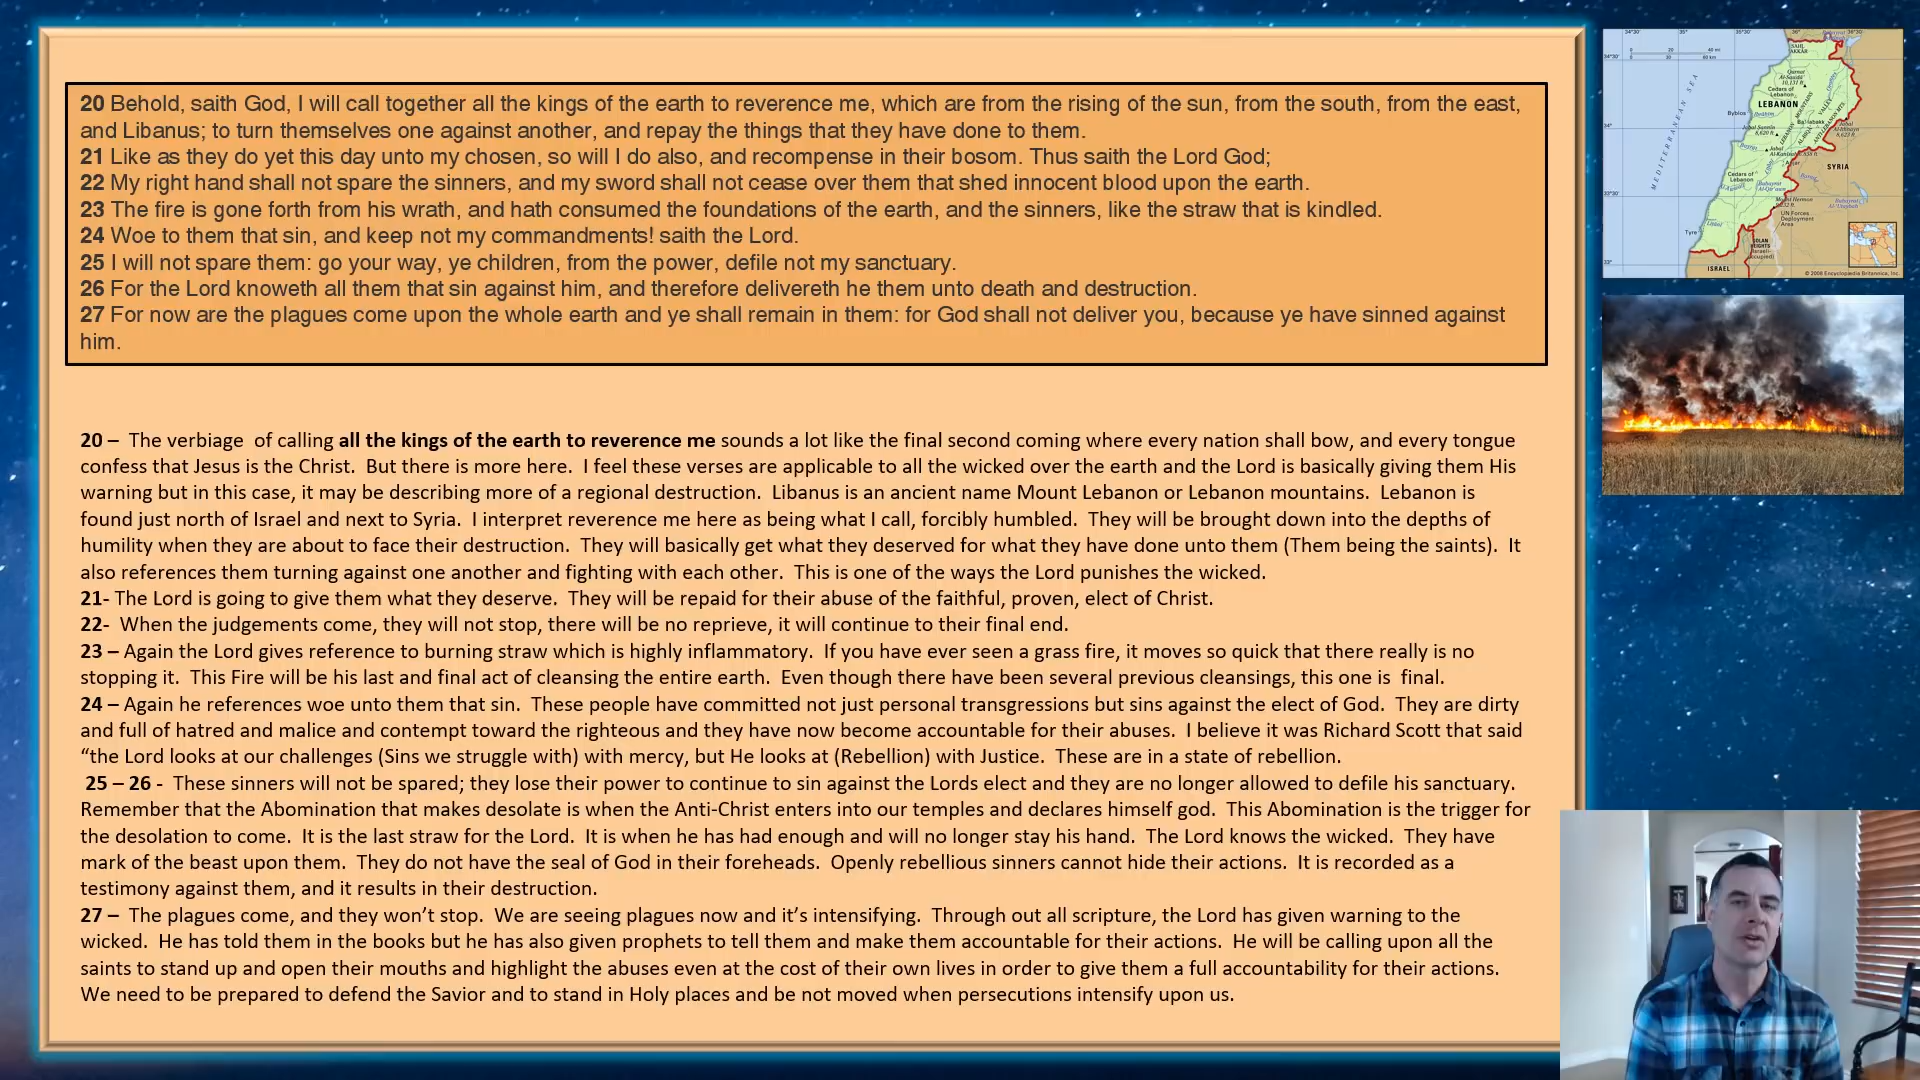 20 Behold, saith God, I will call together all the kings of the earth to reverence me, which are from the rising of the sun, from the south, from the east,
and Libanus; to turn themselves one against another, and repay the things that they have done to them.
21 Like as they do yet this day unto my chosen, so will I do also, and recompense in their bosom. Thus saith the Lord God;
22 My right hand shall not spare the sinners, and my sword shall not cease over them that shed innocent blood upon the earth.
23 The fire is gone forth from his wrath, and hath consumed the foundations of the earth, and the sinners, like the straw that is kindled.
24 Woe to them that sin, and keep not my commandments! saith the Lord.
25 I will not spare them: go your way, ye children, from the power, defile not my sanctuary.
26 For the Lord knoweth all them that sin against him, and therefore delivereth he them unto death and destruction.
27 For now are the plagues come upon the whole earth and ye shall remain in them: for God shall not deliver you, because ye have sinned against
him.
20 – The verbiage of calling all the kings of the earth to reverence me sounds a lot like the final second coming where every nation shall bow, and every tongue
confess that Jesus is the Christ. But there is more here. I feel these verses are applicable to all the wicked over the earth and the Lord is basically giving them His
warning but in this case, it may be describing more of a regional destruction. Libanus is an ancient name Mount Lebanon or Lebanon mountains. Lebanon is
found just north of Israel and next to Syria. I interpret reverence me here as being what I call, forcibly humbled. They will be brought down into the depths of
humility when they are about to face their destruction. They will basically get what they deserved for what they have done unto them (Them being the saints). It
also references them turning against one another and fighting with each other. This is one of the ways the Lord punishes the wicked.
21- The Lord is going to give them what they deserve. They will be repaid for their abuse of the faithful, proven, elect of Christ.
22- When the judgements come, they will not stop, there will be no reprieve, it will continue to their final end.
23 – Again the Lord gives reference to burning straw which is highly inflammatory. If you have ever seen a grass fire, it moves so quick that there really is no
stopping it. This Fire will be his last and final act of cleansing the entire earth. Even though there have been several previous cleansings, this one is final.
24 – Again he references woe unto them that sin. These people have committed not just personal transgressions but sins against the elect of God. They are dirty
and full of hatred and malice and contempt toward the righteous and they have now become accountable for their abuses. I believe it was Richard Scott that said
“the Lord looks at our challenges (Sins we struggle with) with mercy, but He looks at (Rebellion) with Justice. These are in a state of rebellion.
25 – 26 - These sinners will not be spared; they lose their power to continue to sin against the Lords elect and they are no longer allowed to defile his sanctuary.
Remember that the Abomination that makes desolate is when the Anti-Christ enters into our temples and declares himself god. This Abomination is the trigger for
the desolation to come. It is the last straw for the Lord. It is when he has had enough and will no longer stay his hand. The Lord knows the wicked. They have
mark of the beast upon them. They do not have the seal of God in their foreheads. Openly rebellious sinners cannot hide their actions. It is recorded as a
testimony against them, and it results in their destruction.
27 – The plagues come, and they won’t stop. We are seeing plagues now and it’s intensifying. Through out all scripture, the Lord has given warning to the
wicked. He has told them in the books but he has also given prophets to tell them and make them accountable for their actions. He will be calling upon all the
saints to stand up and open their mouths and highlight the abuses even at the cost of their own lives in order to give them a full accountability for their actions.
We need to be prepared to defend the Savior and to stand in Holy places and be not moved when persecutions intensify upon us.
LEBANON
Cedars of
Lebanon
Byblos
MEDITERRANEAN SEA
SYRIA
Cedars of
Lebanon
UN Forces
Deployment
Area
Tyre
GOLAN
HEIGHTS
ISRAEL
© 2006 Encyclopædia Britannica, Inc.